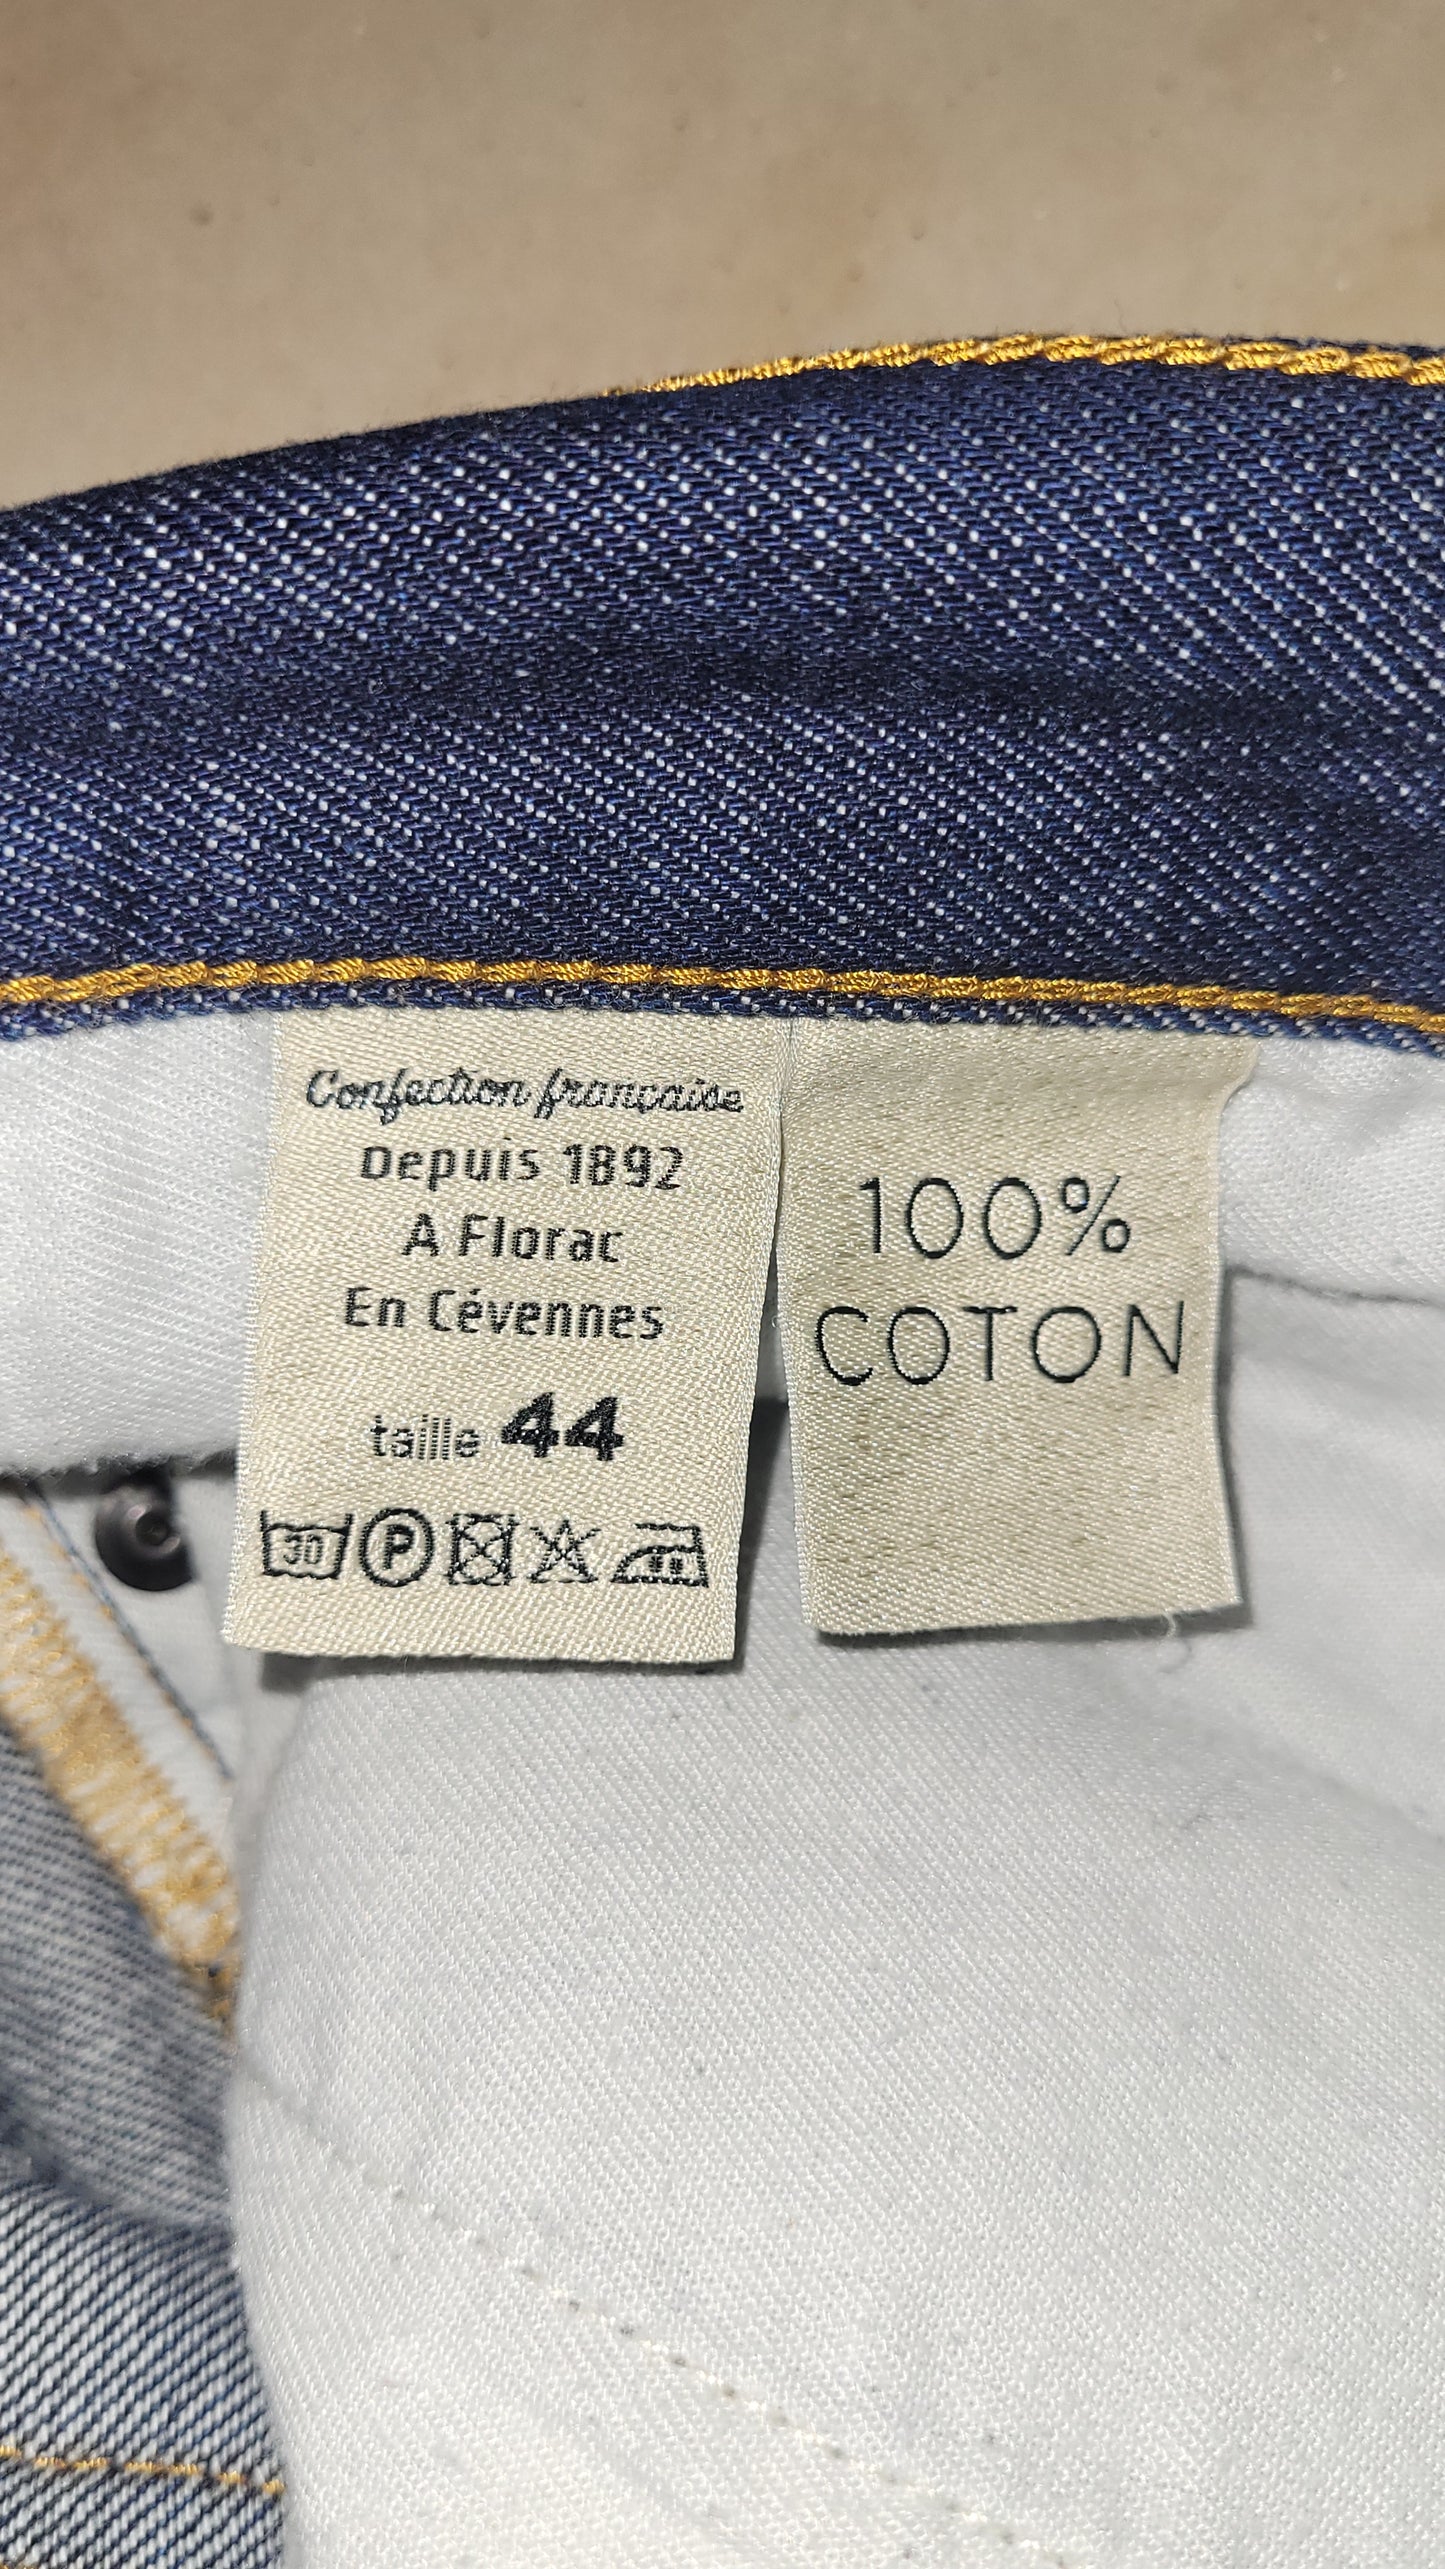 Confection française
Depuis 1892
A Florac
En Cévennes
taille 44
30 P
100%
COTON